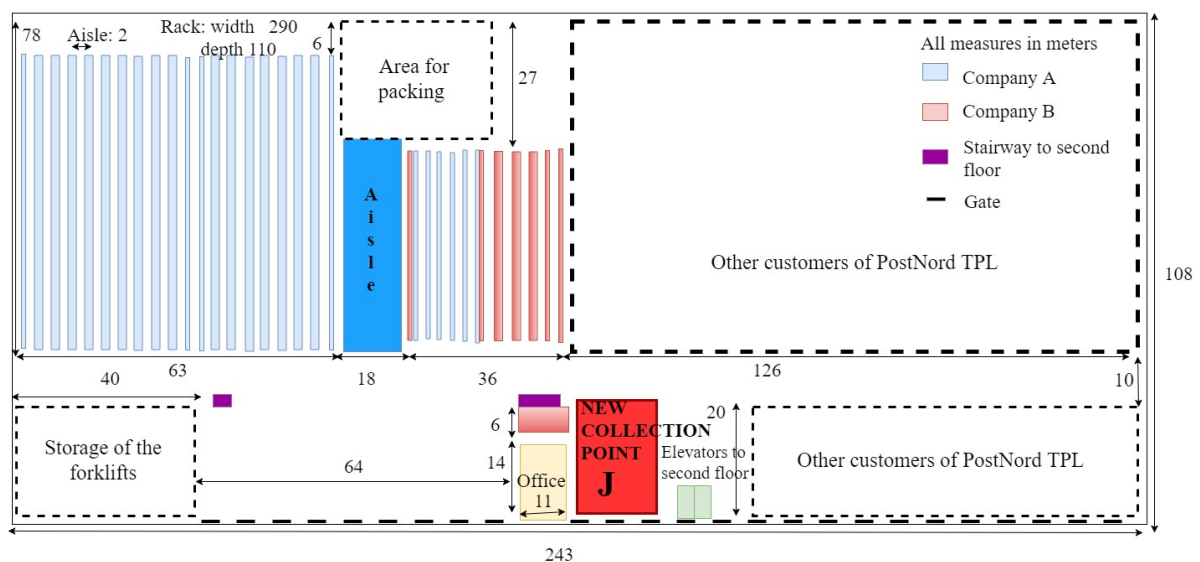 78
Aisle: 2
Rack: width 290
depth 110
6
Area for
packing
27
All measures in meters
Company A
Company B
Stairway to second
floor
Gate
Aisle
Other customers of PostNord TPL
108
63
18
36
126
10
40
Storage of the
forklifts
64
6
14
Office
11
NEW
COLLECTION
POINT
J
20
Elevators to
second floor
Other customers of PostNord TPL
243